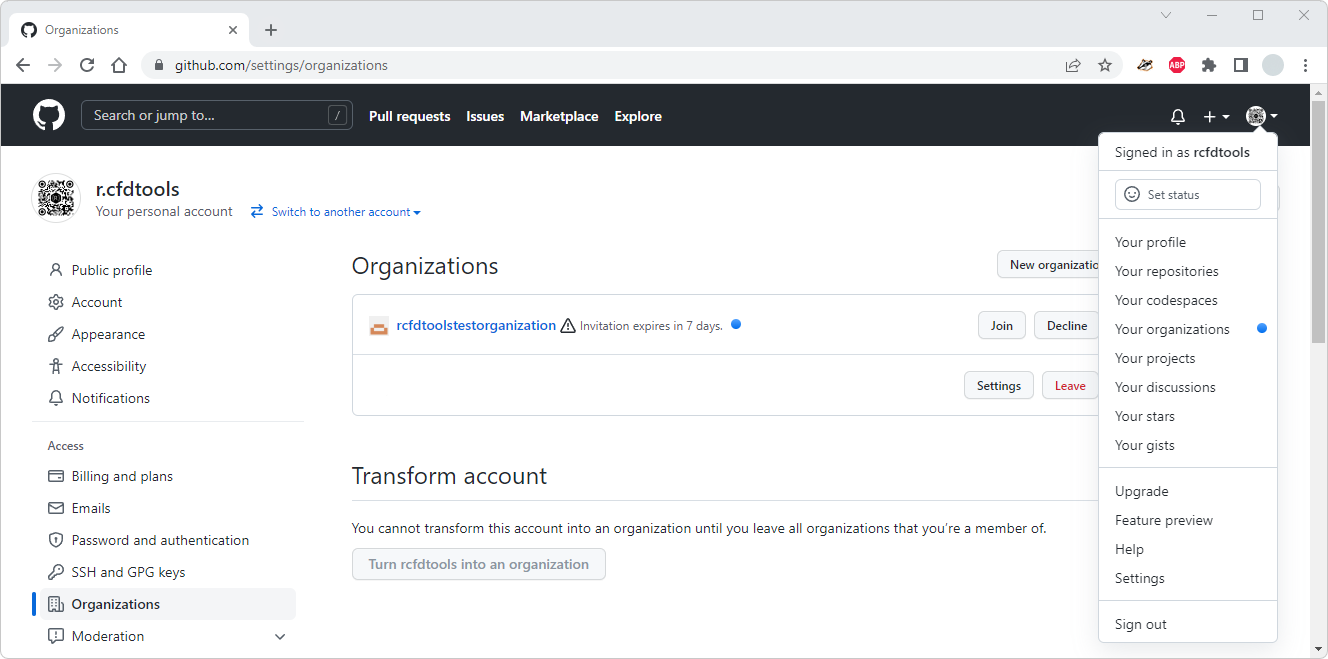 Organizations
github.com/settings/organizations
ABP
Search or jump to... /
Pull requests Issues Marketplace Explore
Signed in as rcfdtools
Set status
Your profile
Your repositories
Your codespaces
Your organizations
Your projects
Your discussions
Your stars
Your gists
Upgrade
Feature preview
Help
Settings
Sign out
r.cfdtools
Your personal account Switch to another account
Public profile
Account
Appearance
Accessibility
Notifications
Access
Billing and plans
Emails
Password and authentication
SSH and GPG keys
Organizations
Moderation
Organizations New organizatio
rcfdtoolstestorganization Invitation expires in 7 days. Join Decline
Settings Leave
Transform account
You cannot transform this account into an organization until you leave all organizations that you’re a member of.
Turn rcfdtools into an organization